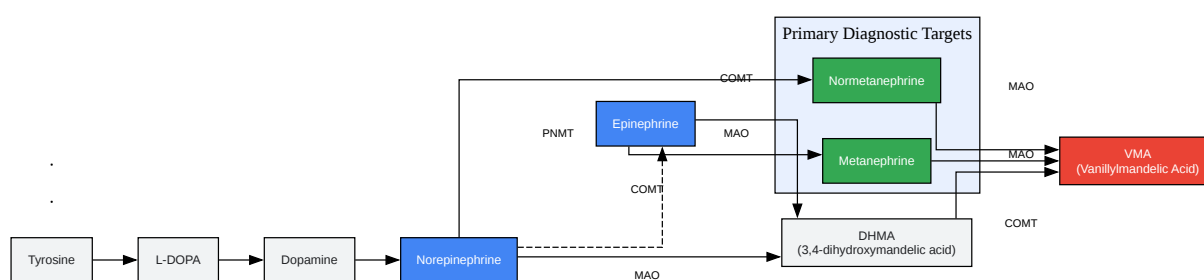 Primary Diagnostic Targets
COMT
Normetanephrine
MAO
PNMT
Epinephrine
MAO
Metanephrine
MAO
VMA
(Vanillylmandelic Acid)
.
COMT
.
DHMA
(3,4-dihydroxymandelic acid)
COMT
Tyrosine
L-DOPA
Dopamine
Norepinephrine
MAO